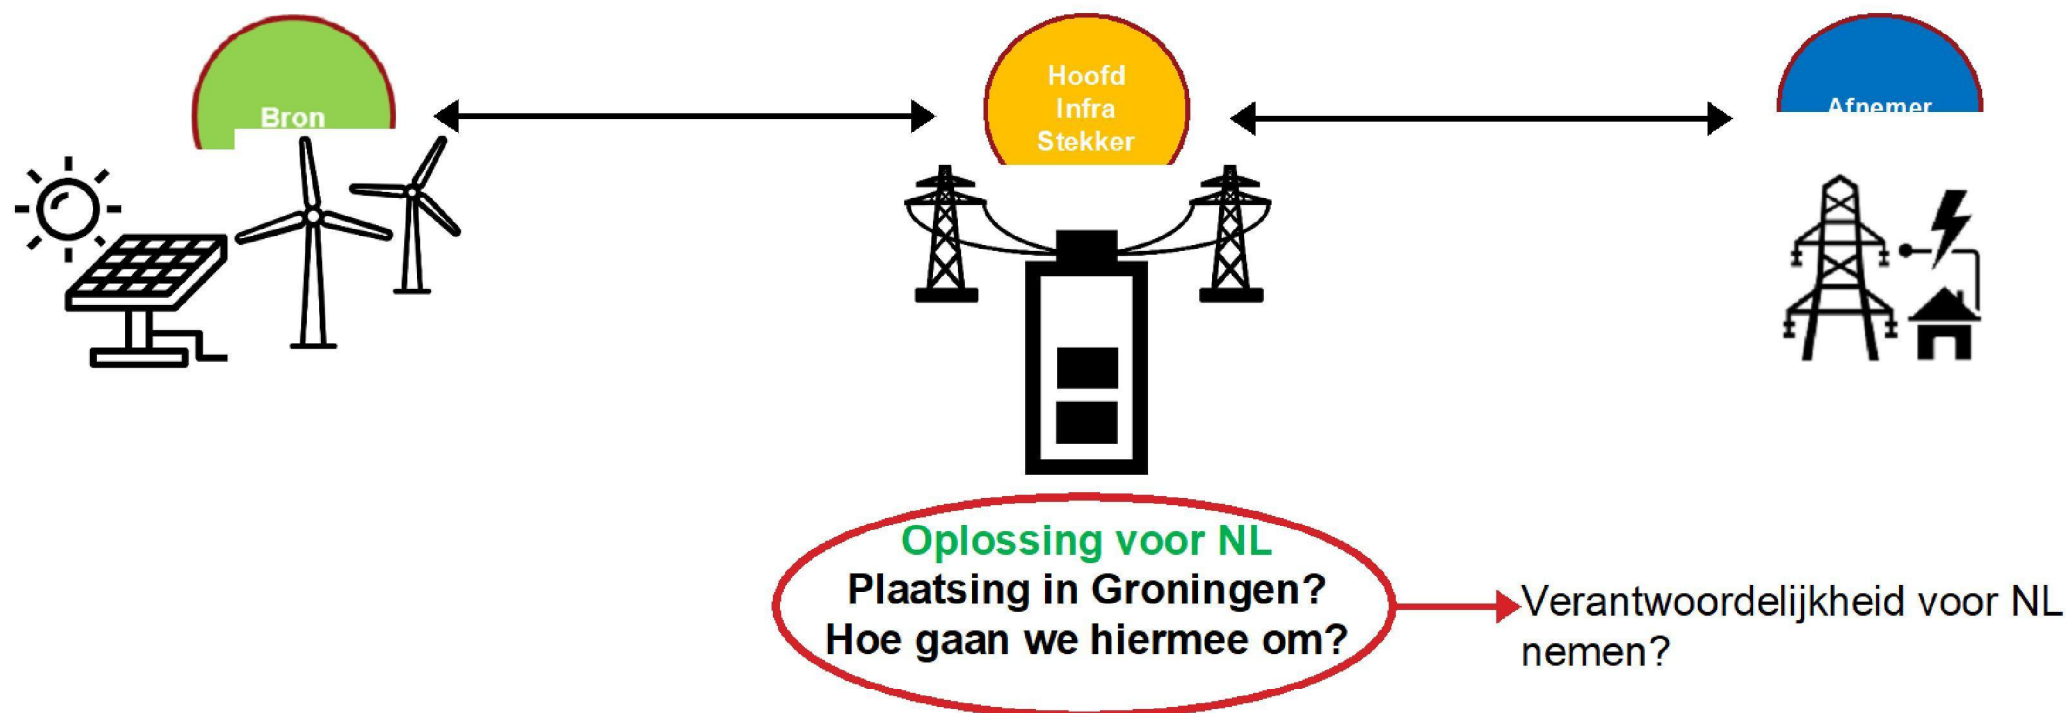 Bron
Hoofd
Infra
Stekker
Afnemer
Oplossing voor NL
Plaatsing in Groningen?
Hoe gaan we hiermee om?
Verantwoordelijkheid voor NL
nemen?